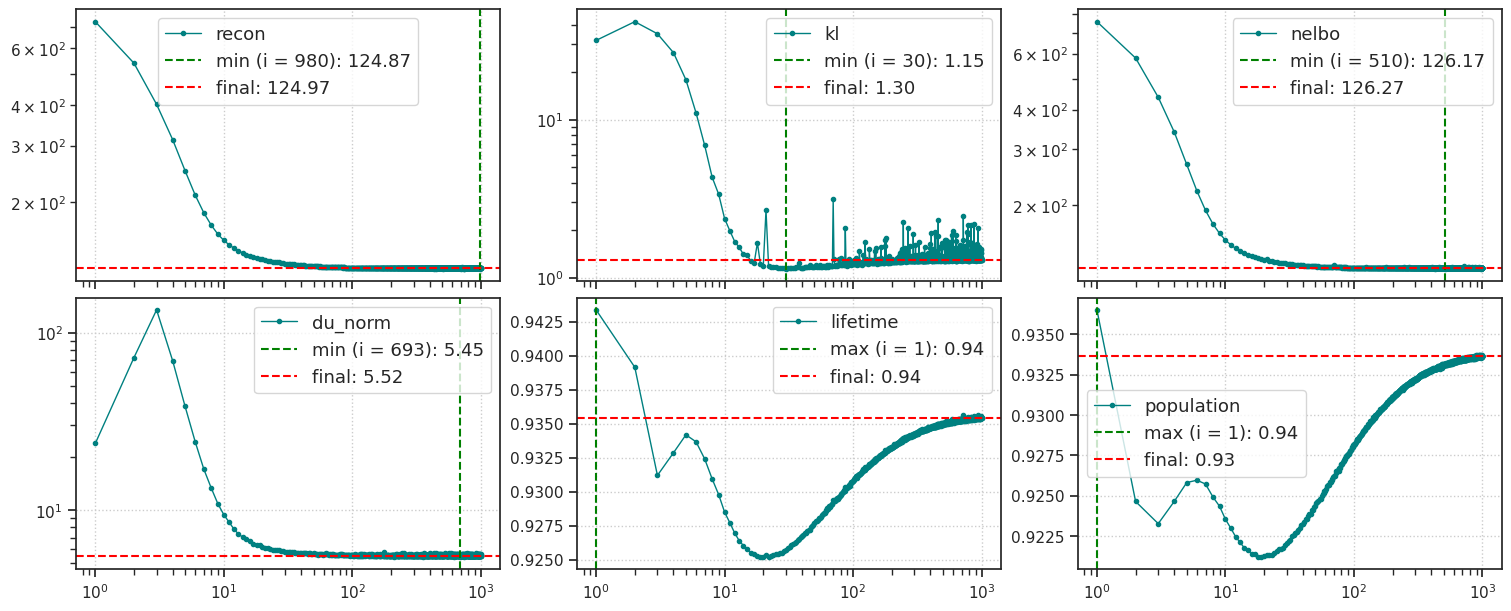 recon
min (i = 980): 124.87
final: 124.97
6 × 10²
4 × 10²
3 × 10²
2 × 10²
kl
min (i = 30): 1.15
final: 1.30
10¹
10⁰
nelbo
min (i = 510): 126.17
final: 126.27
6 × 10²
4 × 10²
3 × 10²
2 × 10²
du_norm
min (i = 693): 5.45
final: 5.52
10²
10¹
10⁰ 10¹ 10² 10³
lifetime
max (i = 1): 0.94
final: 0.94
0.9425
0.9400
0.9375
0.9350
0.9325
0.9300
0.9275
0.9250
10⁰ 10¹ 10² 10³
population
max (i = 1): 0.94
final: 0.93
0.9350
0.9325
0.9300
0.9275
0.9250
0.9225
10⁰ 10¹ 10² 10³